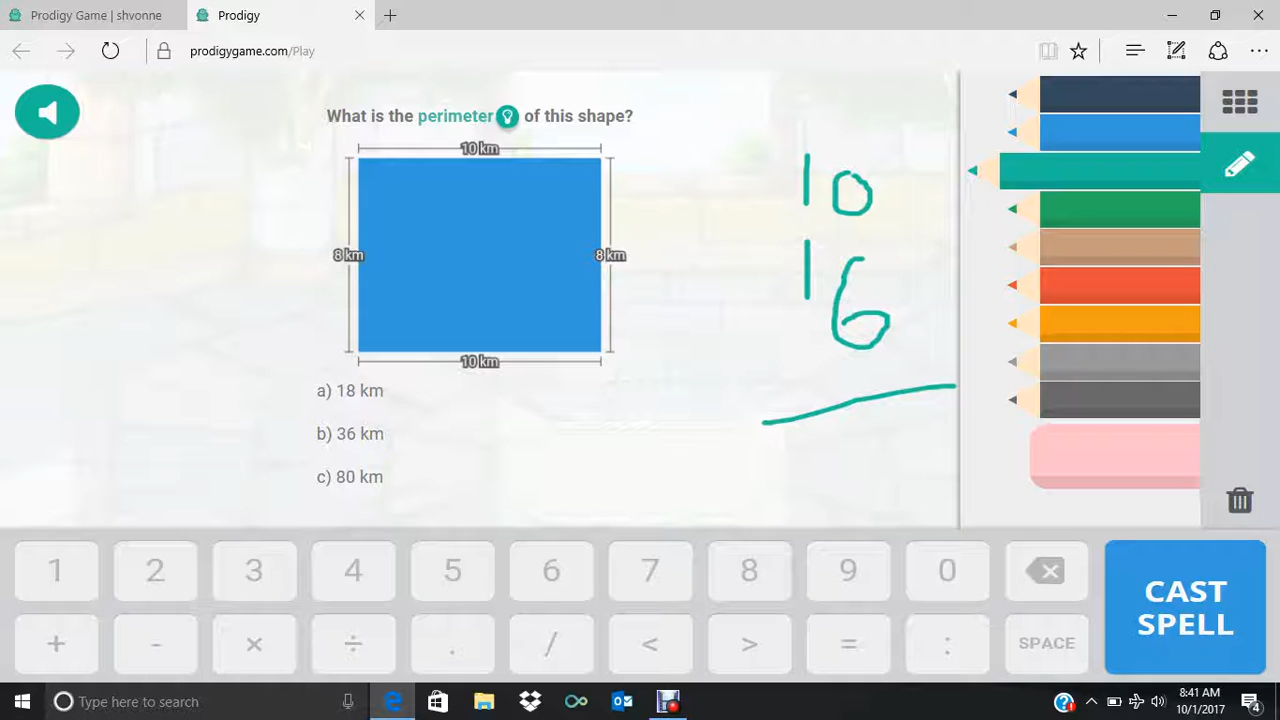 Prodigy Game | shvonne
Prodigy
prodigygame.com/Play
What is the perimeter of this shape?
10 km
8 km
8 km
10 km
a) 18 km
b) 36 km
c) 80 km
10
16
1 2 3 4 5 6 7 8 9 0
+ - × ÷ . / < > = : SPACE
CAST
SPELL
Type here to search
8:41 AM
10/1/2017
4